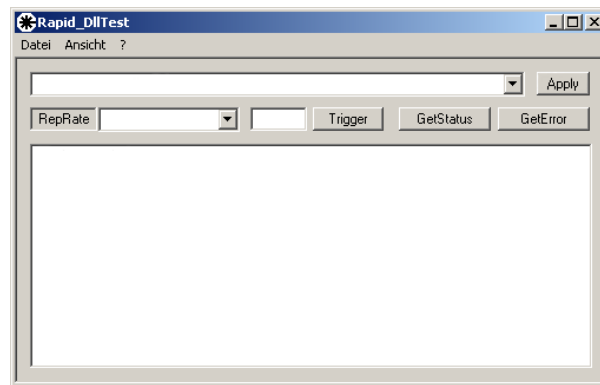 Rapid_DllTest
Datei Ansicht ?
Apply
RepRate Trigger GetStatus GetError